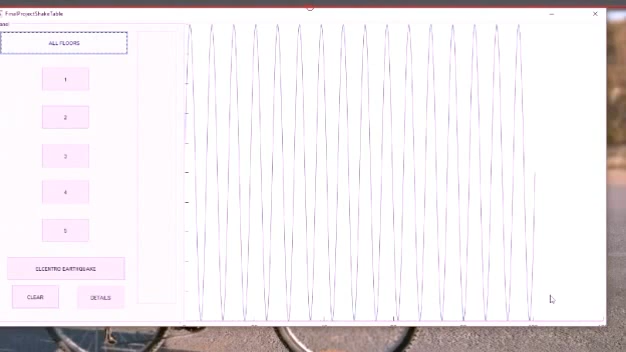 FinalProjectShakeTable
ALL FLOORS
1
2
3
4
5
ELCENTRO EARTHQUAKE
CLEAR
DETAILS